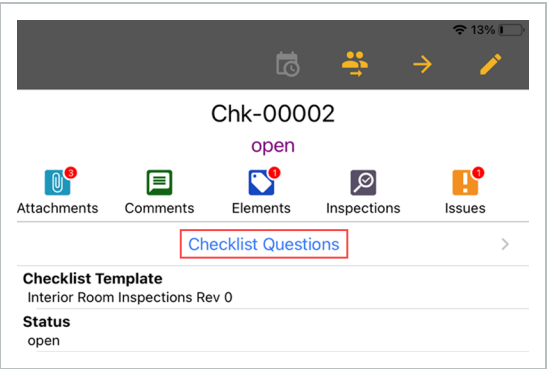 13%
Chk-00002
open
3 1 1
Attachments Comments Elements Inspections Issues
Checklist Questions
Checklist Template
Interior Room Inspections Rev 0
Status
open